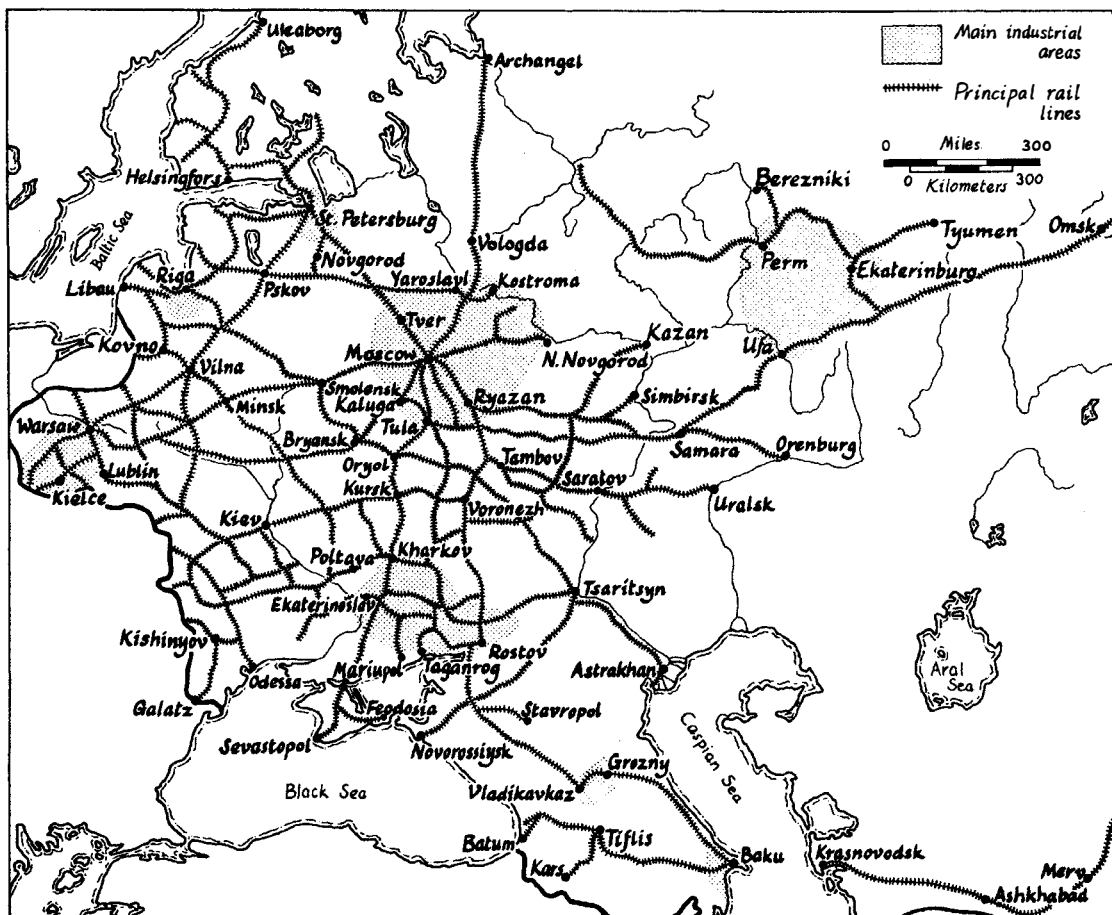 Uleaborg
Archangel
Main industrial
areas
Principal rail
lines
0 Miles 300
0 Kilometers 300
Helsingfors
Berezniki
St. Petersburg
Baltic Sea
Vologda
Tyumen
Omsk
Novgorod
Perm
Riga
Yaroslavl
Kostroma
Ekaterinburg
Libau
Pskov
Tver
Kazan
Kovno
Moscow
N. Novgorod
Ufa
Vilna
Smolensk
Simbirsk
Minsk
Kaluga
Ryazan
Warsaw
Bryansk
Tula
Samara
Orenburg
Lublin
Oryol
Tambov
Saratov
Kielce
Kursk
Voronezh
Uralsk
Kiev
Poltava
Kharkov
Ekaterinoslav
Tsaritsyn
Kishinyov
Rostov
Mariupol
Taganrog
Astrakhan
Aral
Sea
Odessa
Galatz
Feodosia
Stavropol
Sevastopol
Novorossiysk
Caspian Sea
Grozny
Black Sea
Vladikavkaz
Batum
Tiflis
Kars
Baku
Krasnovodsk
Merv
Ashkhabad